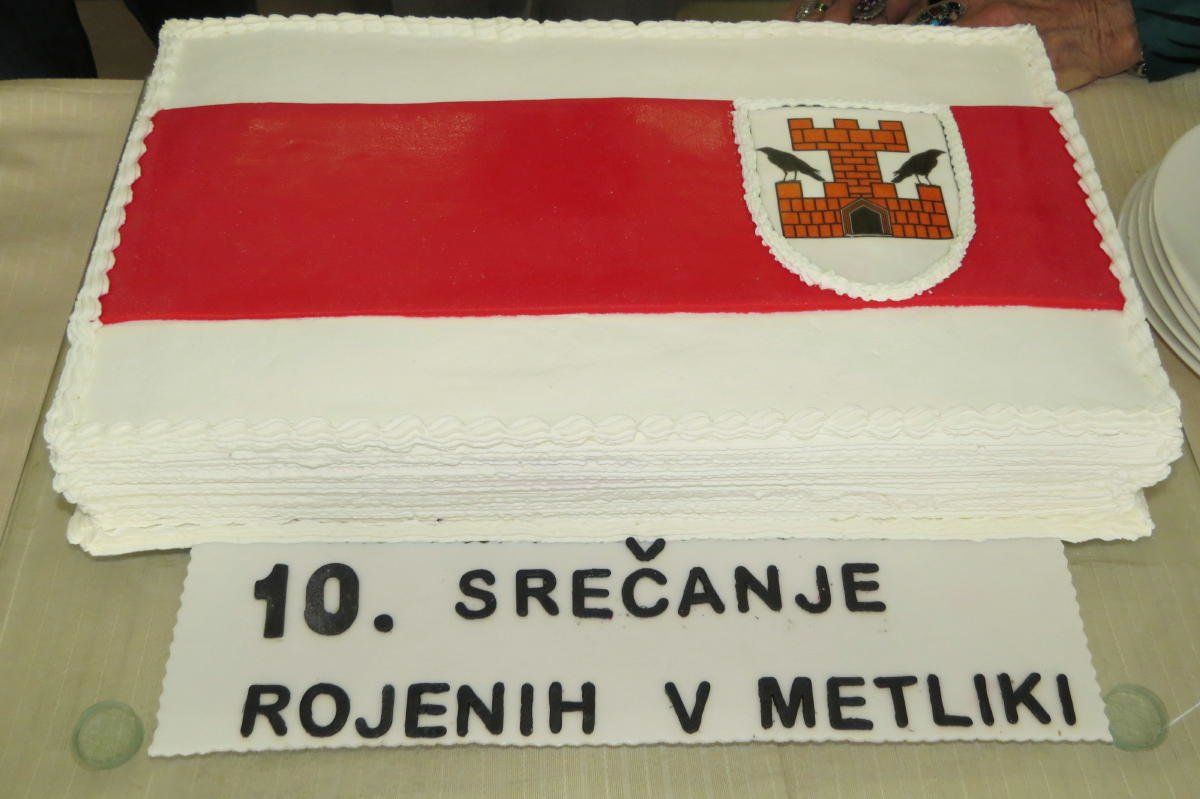 10. SREČANJE
ROJENIH V METLIKI